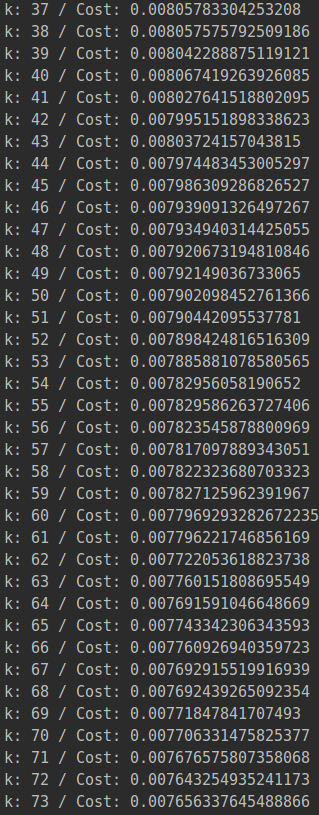 k: 37 / Cost: 0.00805783304253208
k: 38 / Cost: 0.008057575792509186
k: 39 / Cost: 0.008042288875119121
k: 40 / Cost: 0.008067419263926085
k: 41 / Cost: 0.008027641518802095
k: 42 / Cost: 0.007995151898338623
k: 43 / Cost: 0.00803724157043815
k: 44 / Cost: 0.007974483453005297
k: 45 / Cost: 0.007986309286826527
k: 46 / Cost: 0.007939091326497267
k: 47 / Cost: 0.007934940314425055
k: 48 / Cost: 0.007920673194810846
k: 49 / Cost: 0.00792149036733065
k: 50 / Cost: 0.007902098452761366
k: 51 / Cost: 0.00790442095537781
k: 52 / Cost: 0.007898424816516309
k: 53 / Cost: 0.007885881078580565
k: 54 / Cost: 0.00782956058190652
k: 55 / Cost: 0.007829586263727406
k: 56 / Cost: 0.007823545878800969
k: 57 / Cost: 0.007817097889343051
k: 58 / Cost: 0.007822323680703323
k: 59 / Cost: 0.007827125962391967
k: 60 / Cost: 0.0077969293282672235
k: 61 / Cost: 0.007796221746856169
k: 62 / Cost: 0.007722053618823738
k: 63 / Cost: 0.007760151808695549
k: 64 / Cost: 0.007691591046648669
k: 65 / Cost: 0.007743342306343593
k: 66 / Cost: 0.007760926940359723
k: 67 / Cost: 0.007692915519916939
k: 68 / Cost: 0.007692439265092354
k: 69 / Cost: 0.00771847841707493
k: 70 / Cost: 0.007706331475825377
k: 71 / Cost: 0.007676575807358068
k: 72 / Cost: 0.007643254935241173
k: 73 / Cost: 0.007656337645488866